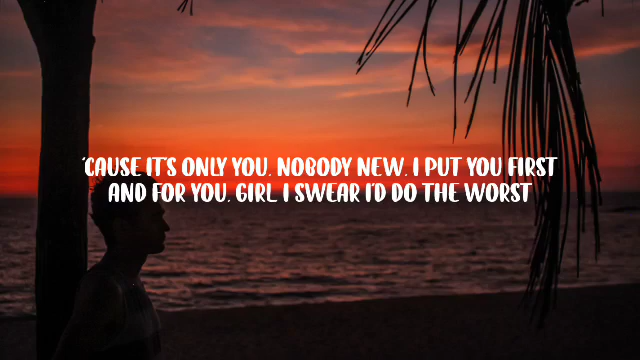 'CAUSE IT'S ONLY YOU, NOBODY NEW, I PUT YOU FIRST
AND FOR YOU, GIRL, I SWEAR I'D DO THE WORST